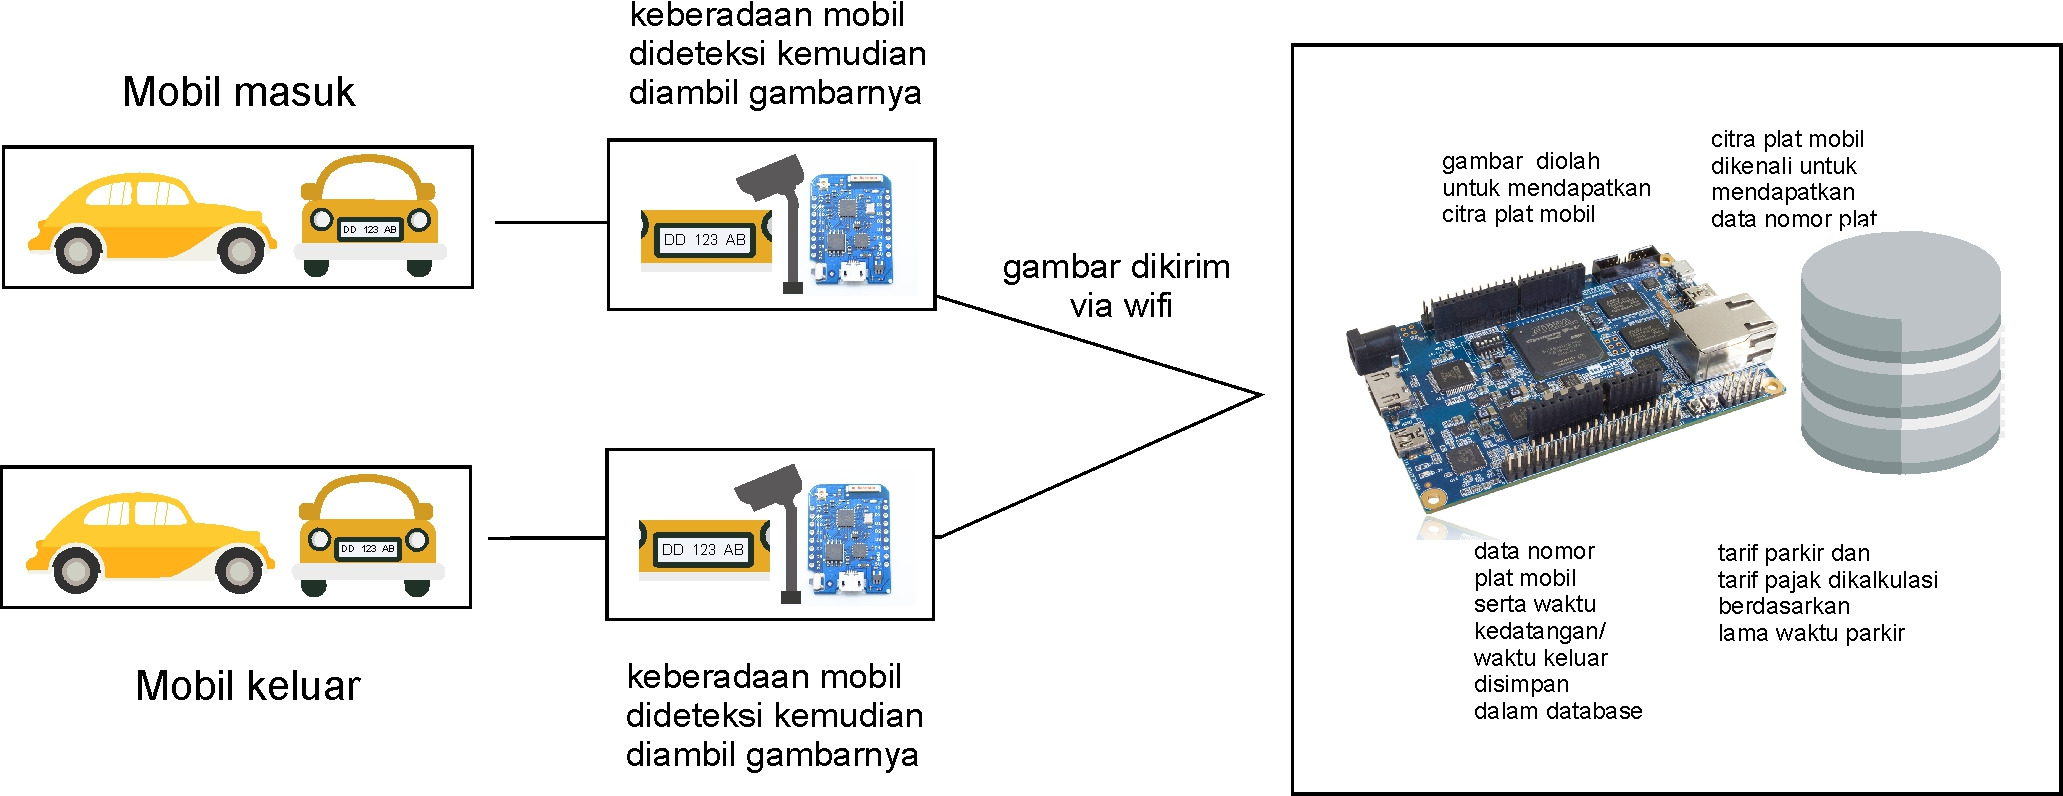 keberadaan mobil
dideteksi kemudian
diambil gambarnya
Mobil masuk
DD 123 AB
DD 123 AB
gambar dikirim
via wifi
gambar diolah
untuk mendapatkan
citra plat mobil
citra plat mobil
dikenali untuk
mendapatkan
data nomor plat
DD 123 AB
DD 123 AB
Mobil keluar
keberadaan mobil
dideteksi kemudian
diambil gambarnya
data nomor
plat mobil
serta waktu
kedatangan/
waktu keluar
disimpan
dalam database
tarif parkir dan
tarif pajak dikalkulasi
berdasarkan
lama waktu parkir